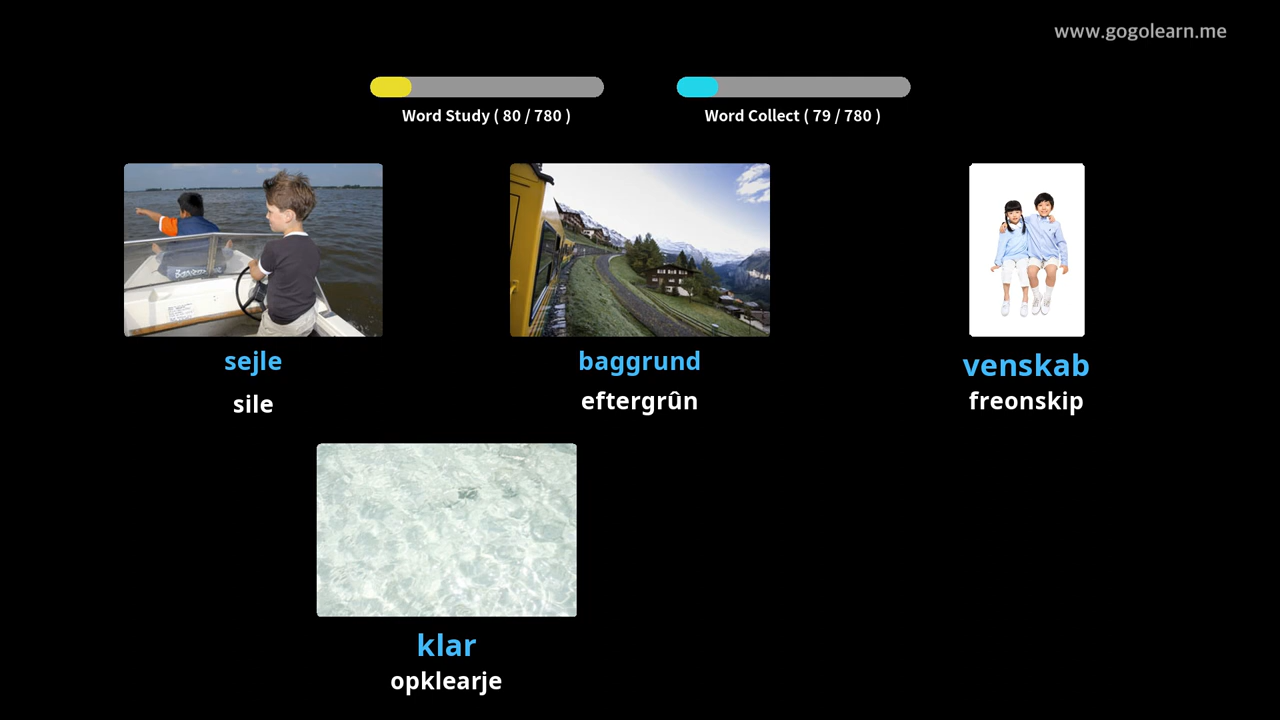 www.gogolearn.me
Word Study ( 80 / 780 )
Word Collect ( 79 / 780 )
sejle
sile
baggrund
eftergrûn
venskab
freonskip
klar
opklearje